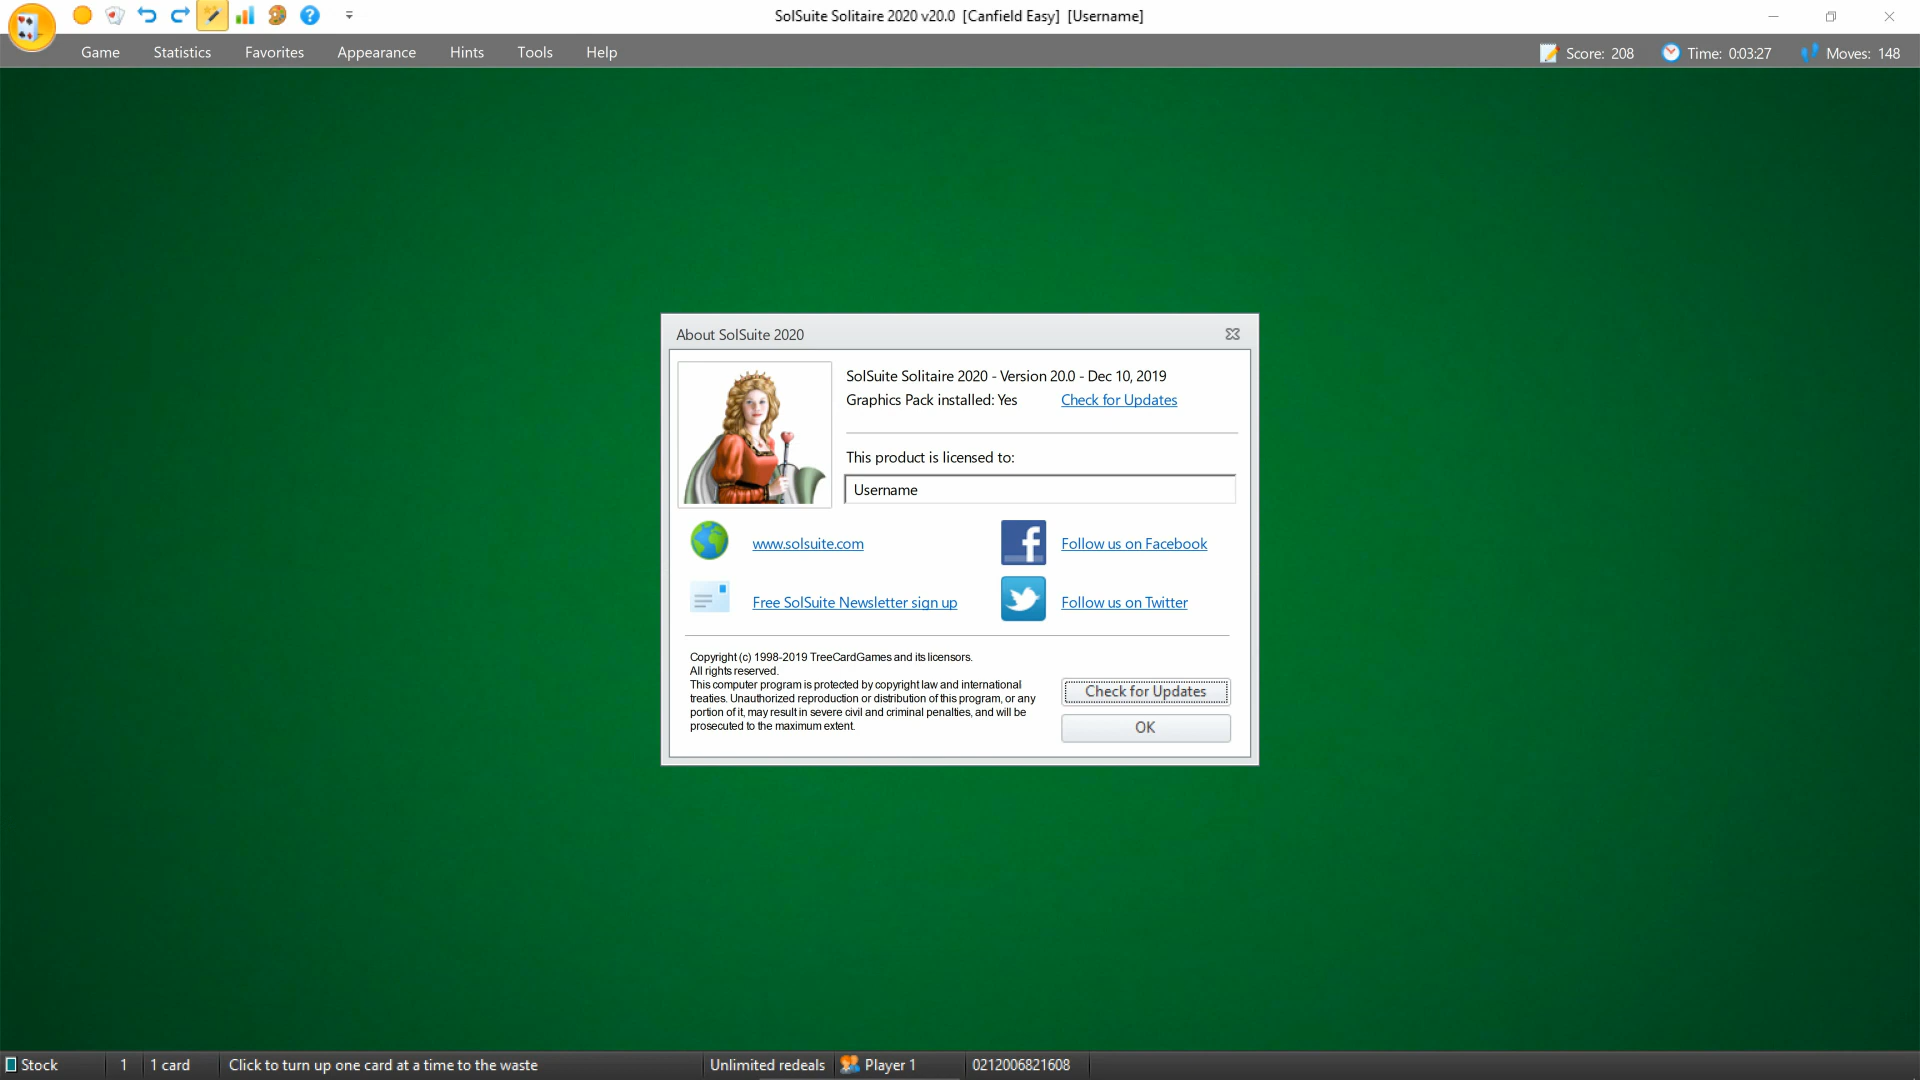 SolSuite Solitaire 2020 v20.0 [Canfield Easy] [Username]
Game Statistics Favorites Appearance Hints Tools Help Score: 208 Time: 0:03:27 Moves: 148
About SolSuite 2020
SolSuite Solitaire 2020 - Version 20.0 - Dec 10, 2019
Graphics Pack installed: Yes Check for Updates
This product is licensed to:
Username
www.solsuite.com Follow us on Facebook
Free SolSuite Newsletter sign up Follow us on Twitter
Copyright (c) 1998-2019 TreeCardGames and its licensors.
All rights reserved.
This computer program is protected by copyright law and international
treaties. Unauthorized reproduction or distribution of this program, or any
portion of it, may result in severe civil and criminal penalties, and will be
prosecuted to the maximum extent.
Check for Updates
OK
Stock 1 1 card Click to turn up one card at a time to the waste Unlimited redeals Player 1 0212006821608